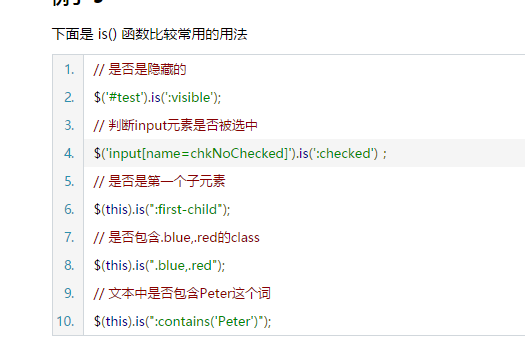 下面是 is() 函数比较常用的用法
1. // 是否是隐藏的
2. $('#test').is(':visible');
3. // 判断input元素是否被选中
4. $('input[name=chkNoChecked]').is(':checked') ;
5. // 是否是第一个子元素
6. $(this).is(":first-child");
7. // 是否包含.blue,.red的class
8. $(this).is(".blue,.red");
9. // 文本中是否包含Peter这个词
10. $(this).is(":contains('Peter')");